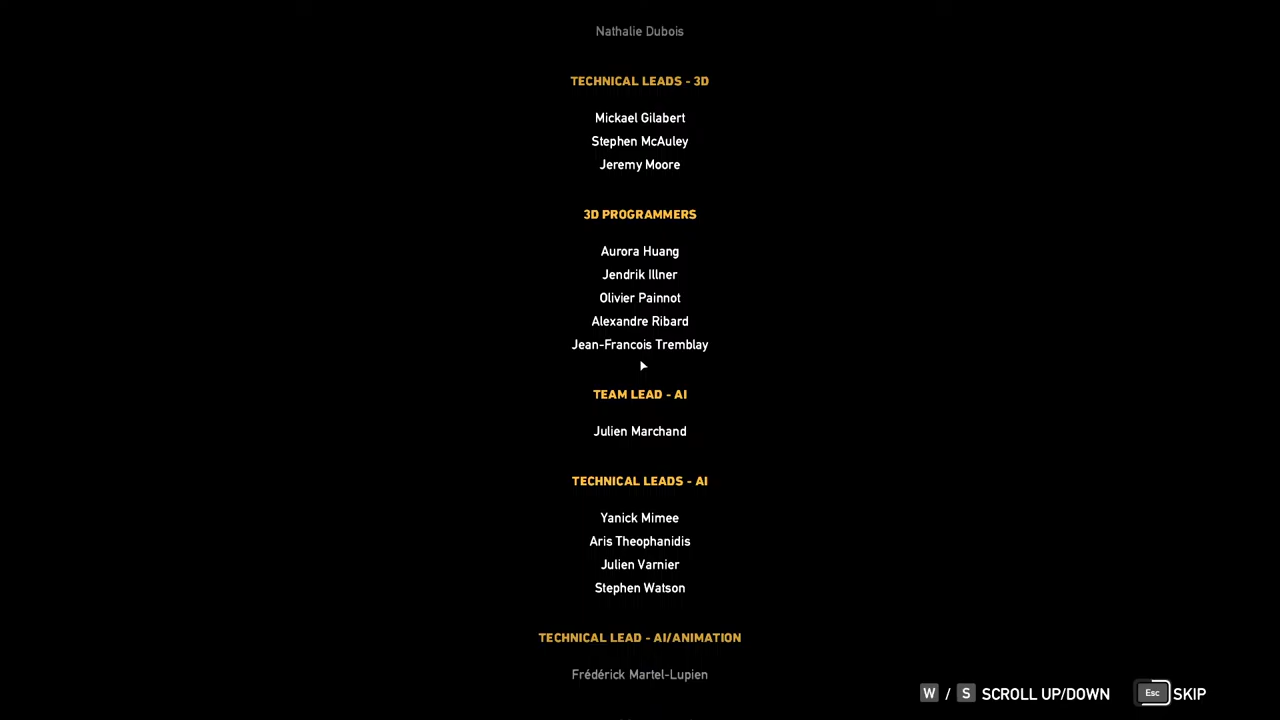 Nathalie Dubois
TECHNICAL LEADS - 3D
Mickael Gilabert
Stephen McAuley
Jeremy Moore
3D PROGRAMMERS
Aurora Huang
Jendrik Illner
Olivier Painnot
Alexandre Ribard
Jean-Francois Tremblay
TEAM LEAD - AI
Julien Marchand
TECHNICAL LEADS - AI
Yanick Mimee
Aris Theophanidis
Julien Varnier
Stephen Watson
TECHNICAL LEAD - AI/ANIMATION
Frédérick Martel-Lupien
W / S SCROLL UP/DOWN Esc SKIP